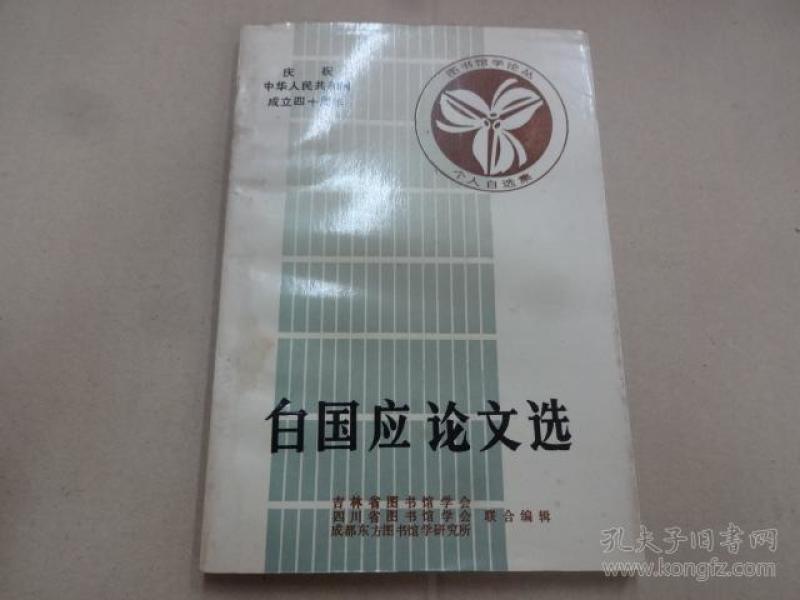 庆祝
中华人民共和国
成立四十周年
图书馆学论丛
个人自选集
白国应论文选
吉林省图书馆学会
四川省图书馆学会 联合编辑
成都东方图书馆学研究所
孔夫子旧书网
www.kongfz.com